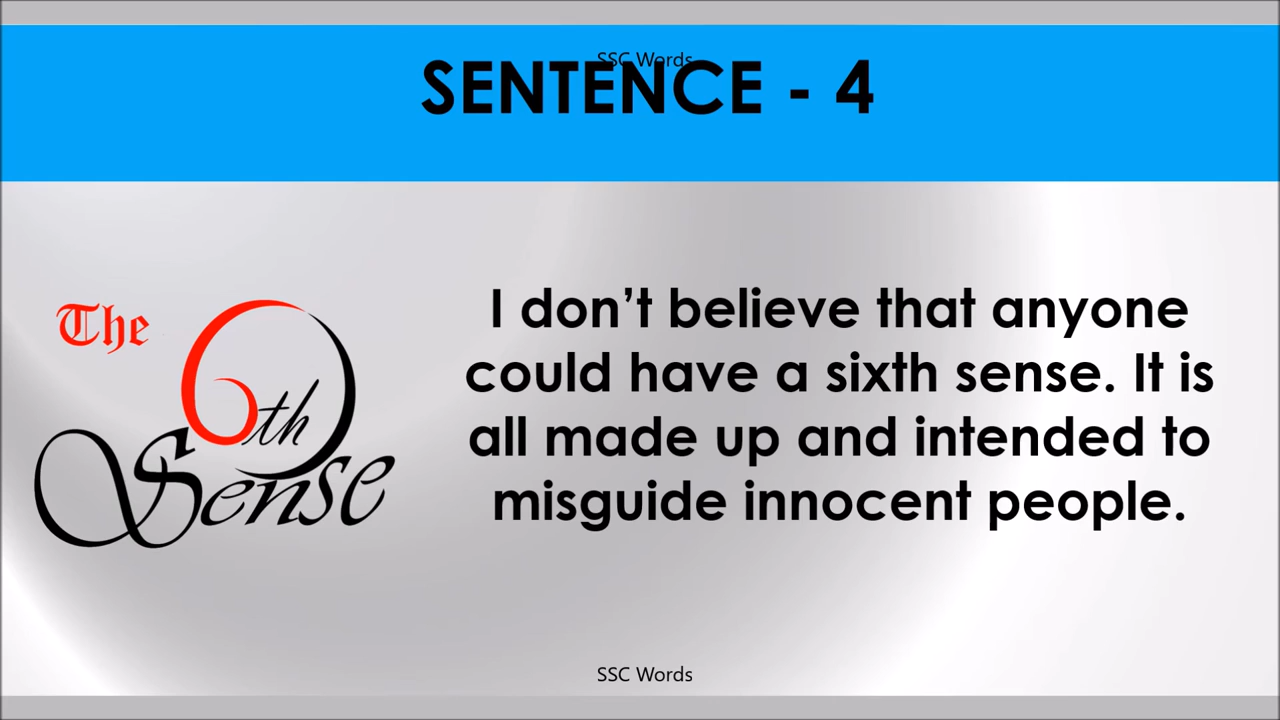 SSC Words
SENTENCE - 4
The
6th
Sense
I don’t believe that anyone
could have a sixth sense. It is
all made up and intended to
misguide innocent people.
SSC Words